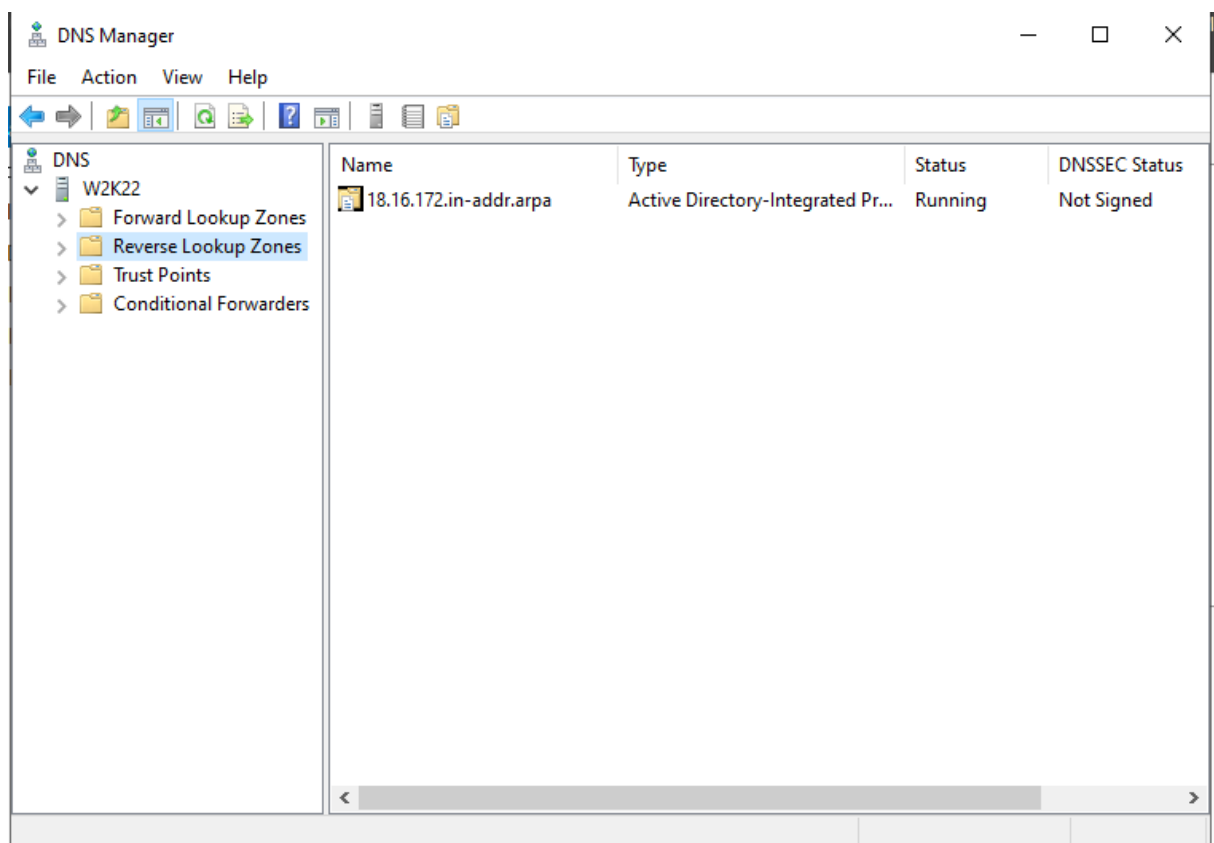 DNS Manager
File Action View Help
DNS
W2K22
Forward Lookup Zones
Reverse Lookup Zones
Trust Points
Conditional Forwarders
Name Type Status DNSSEC Status
18.16.172.in-addr.arpa Active Directory-Integrated Pr... Running Not Signed